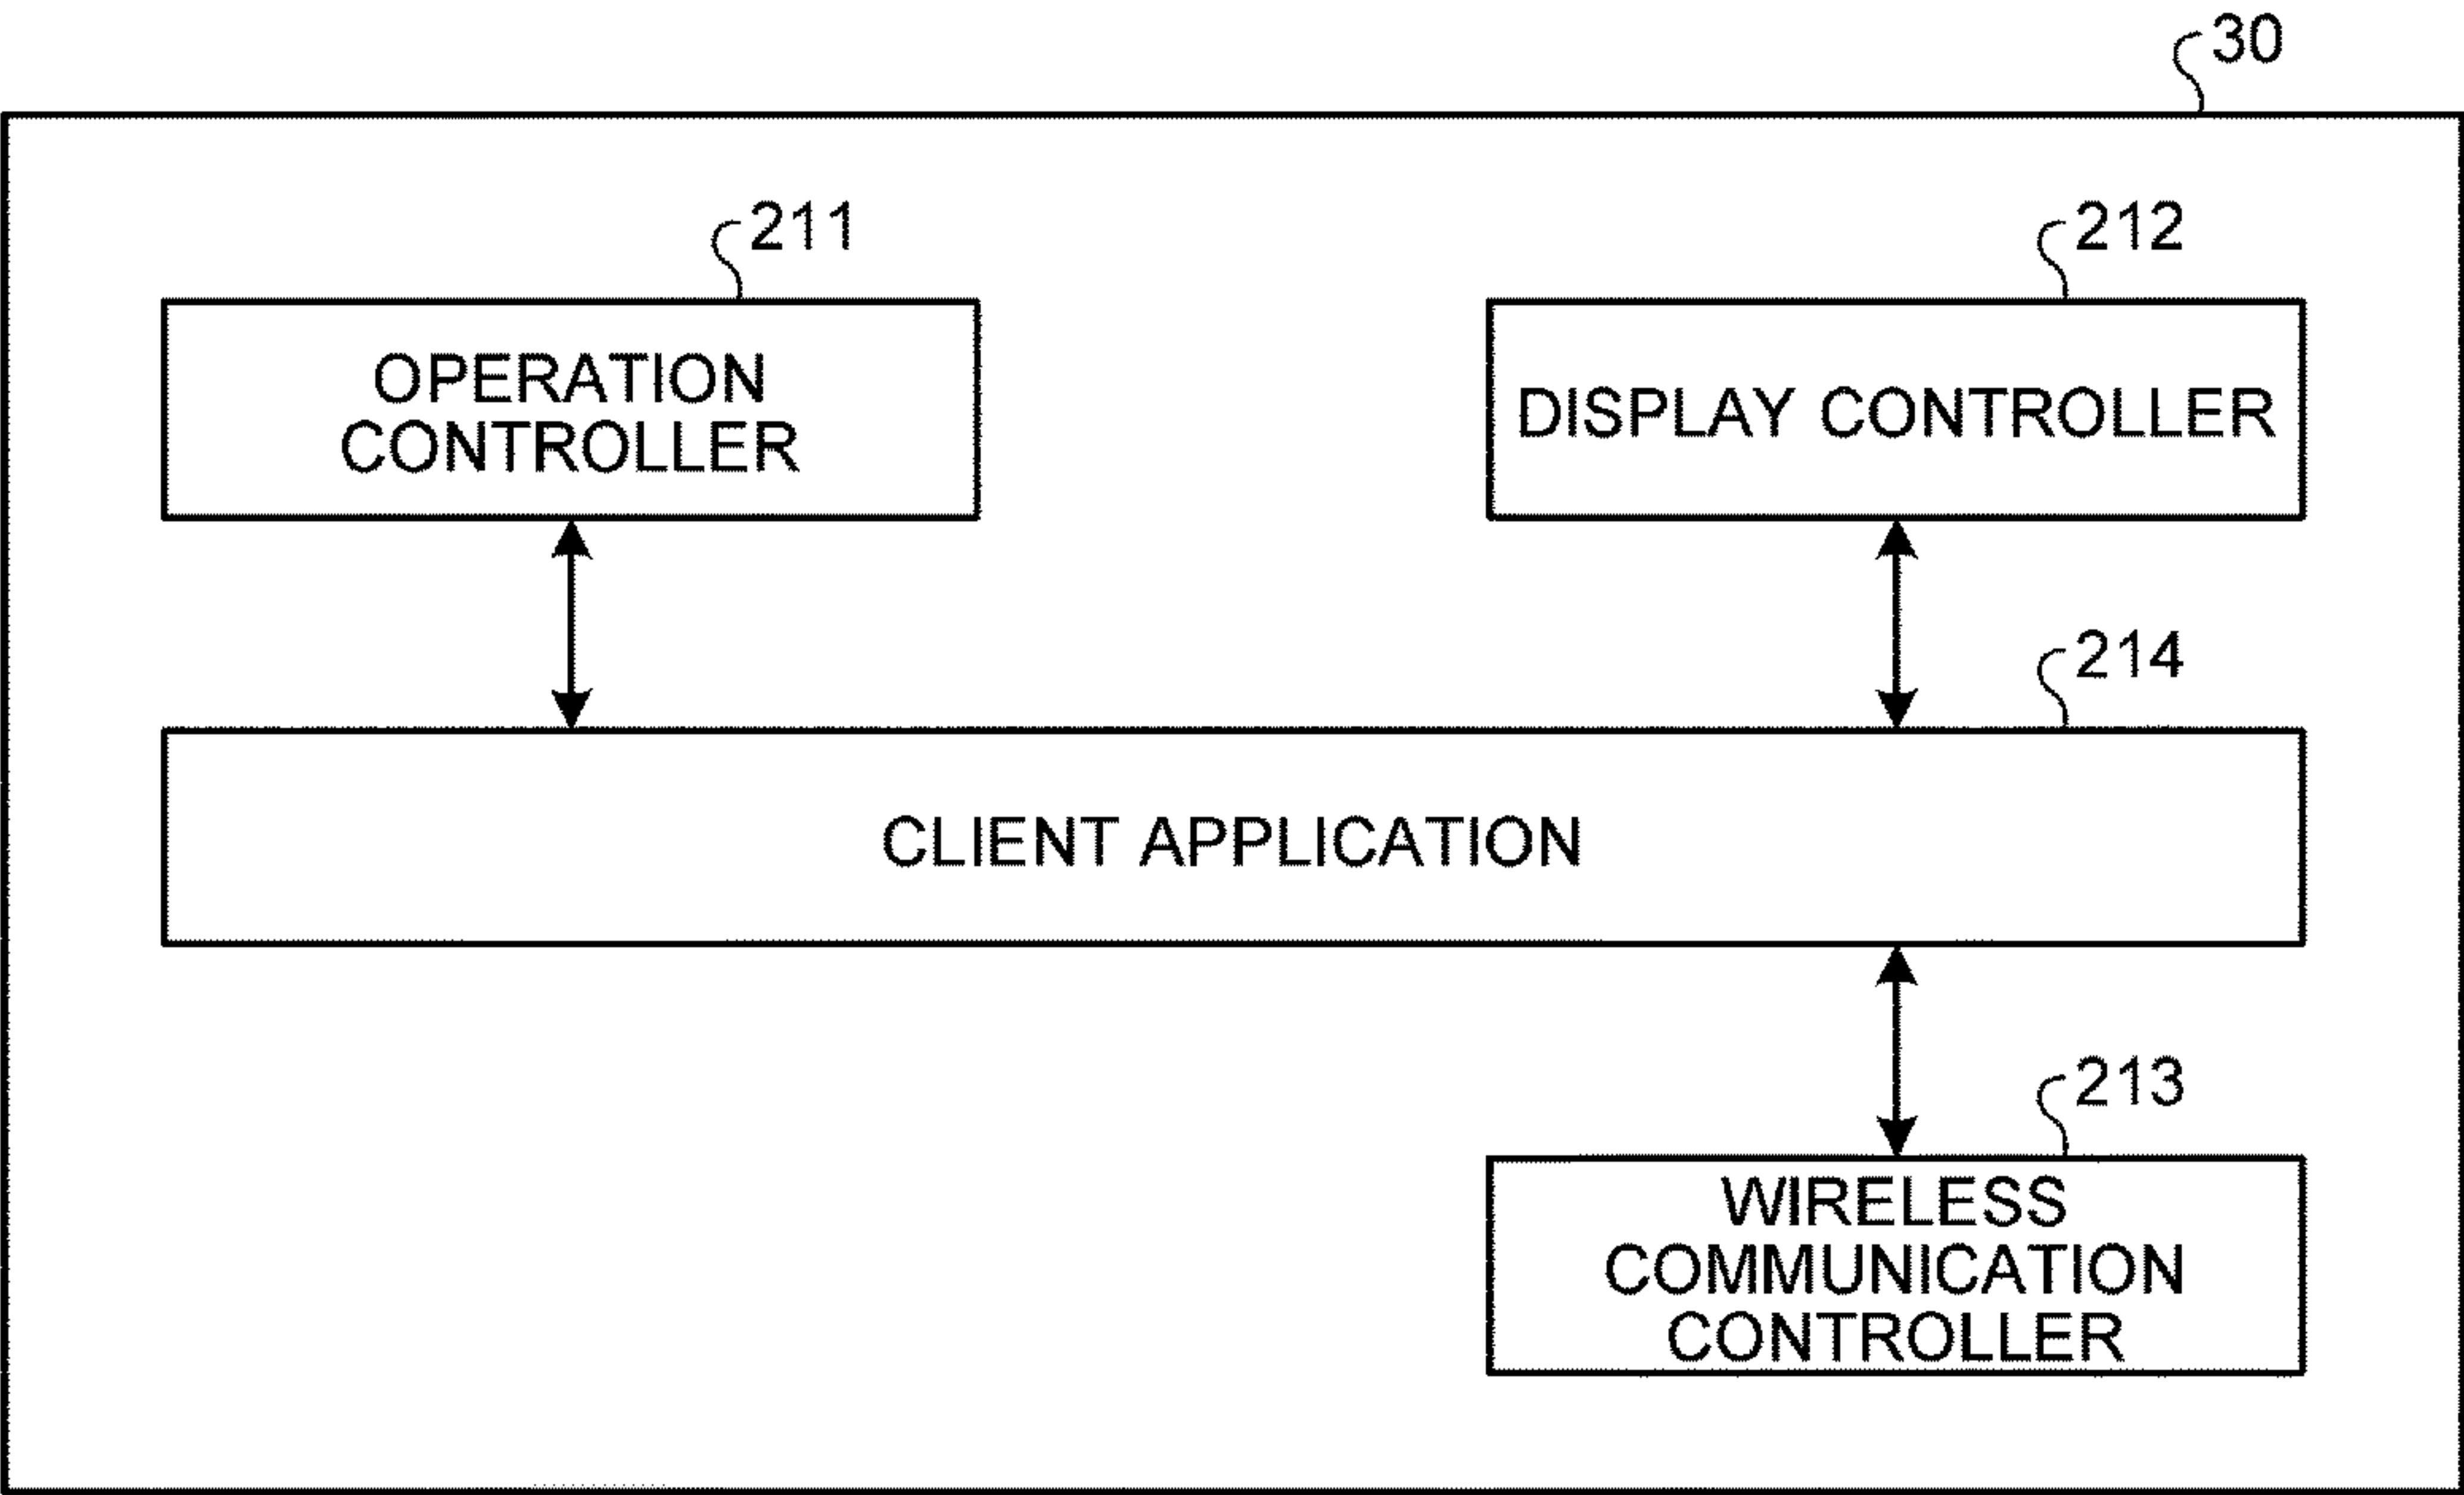 30
211
212
OPERATION
CONTROLLER
DISPLAY CONTROLLER
214
CLIENT APPLICATION
213
WIRELESS
COMMUNICATION
CONTROLLER